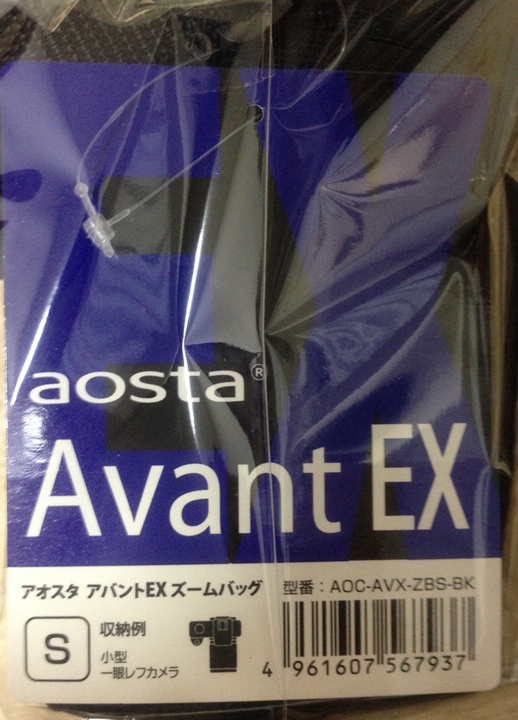 aosta®
Avant EX
アオスタ アバントEX ズームバッグ 型番：AOC-AVX-ZBS-BK
S
収納例
小型
一眼レフカメラ
4 961607 567937